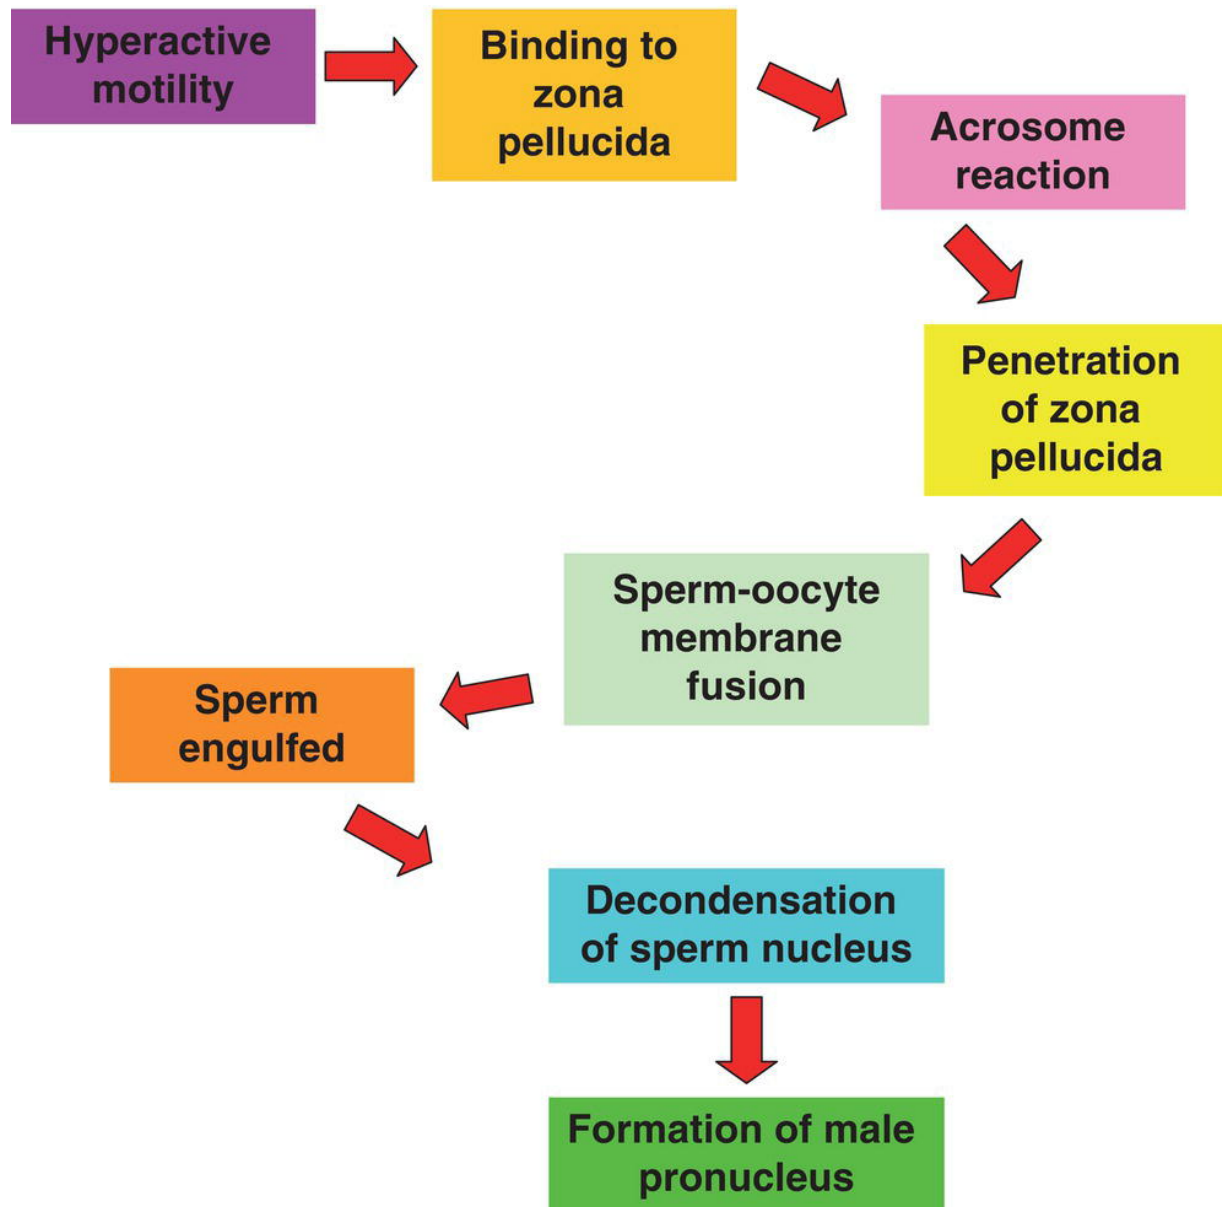 Hyperactive
motility
Binding to
zona
pellucida
Acrosome
reaction
Penetration
of zona
pellucida
Sperm-oocyte
membrane
fusion
Sperm
engulfed
Decondensation
of sperm nucleus
Formation of male
pronucleus